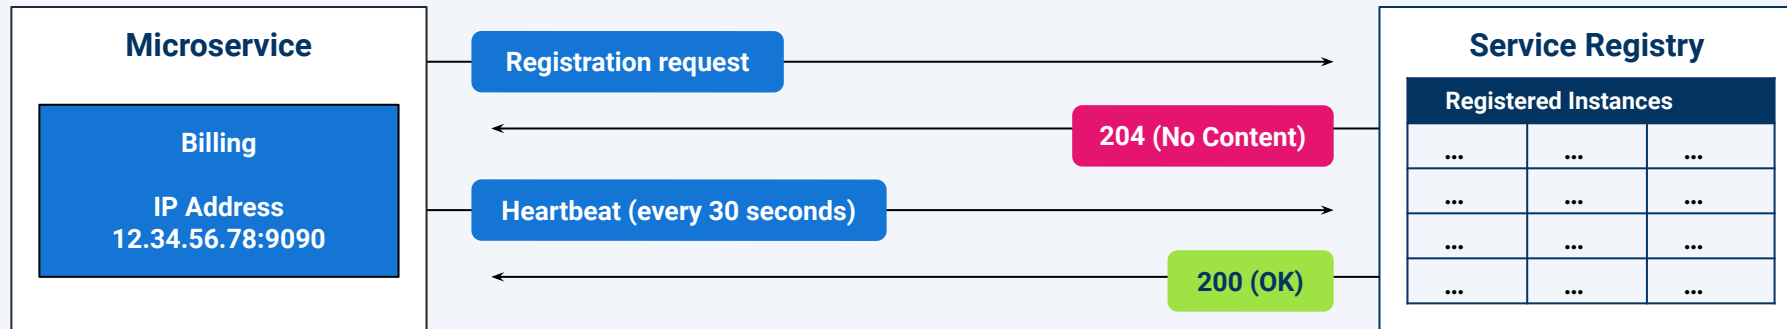 Microservice
Billing
IP Address
12.34.56.78:9090
Registration request
204 (No Content)
Heartbeat (every 30 seconds)
200 (OK)
Service Registry
Registered Instances
... ... ...
... ... ...
... ... ...
... ... ...